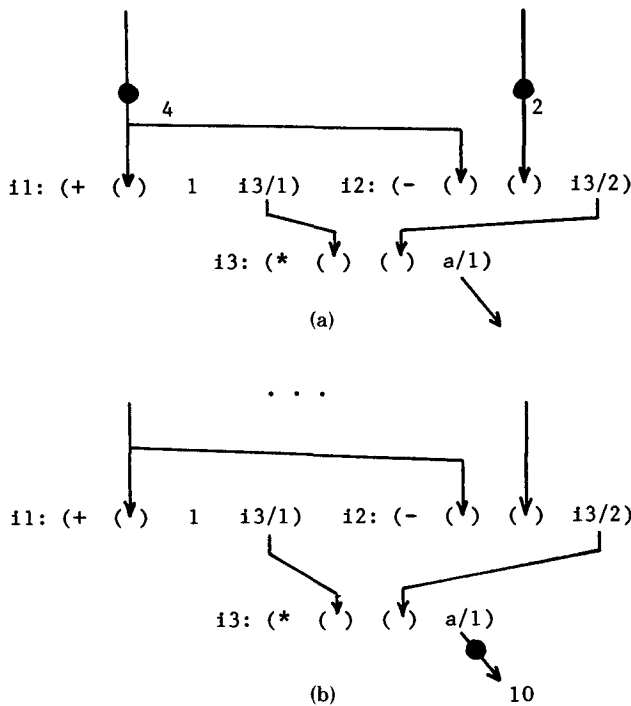 4
2
i1: (+ ( ) 1 i3/1) i2: (- ( ) ( ) i3/2)
i3: (* ( ) ( ) a/1)
(a)
. . .
i1: (+ ( ) 1 i3/1) i2: (- ( ) ( ) i3/2)
i3: (* ( ) ( ) a/1)
10
(b)